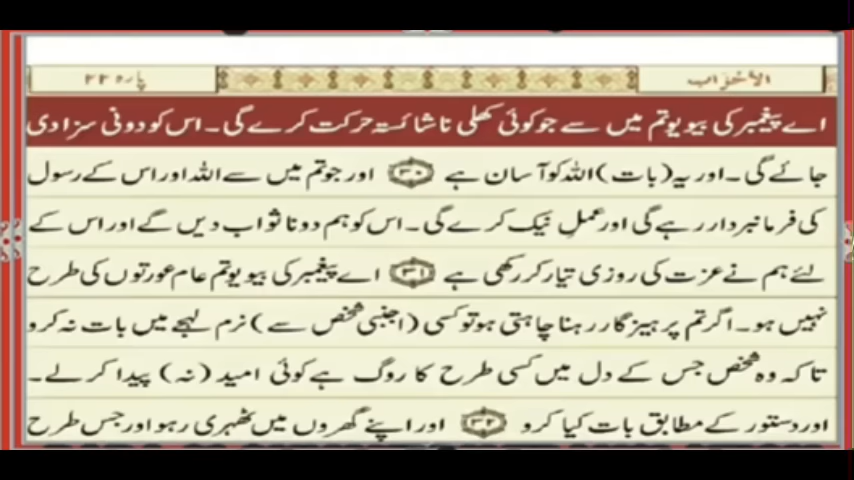 الاحزاب
پارہ ۲۲
اے پیغمبر کی بیویو تم میں سے جو کوئی کھلی ناشائستہ حرکت کرے گی۔ اس کو دونی سزا دی
جائے گی۔ اور یہ (بات) اللہ کو آسان ہے ۳۰ اور جو تم میں سے اللہ اور اس کے رسول
کی فرمانبردار رہے گی اور عمل نیک کرے گی۔ اس کو ہم دونا ثواب دیں گے اور اس کے
لئے ہم نے عزت کی روزی تیار کر رکھی ہے ۳۱ اے پیغمبر کی بیویو تم عام عورتوں کی طرح
نہیں ہو۔ اگر تم پرہیزگار رہنا چاہتی ہو تو کسی (اجنبی شخص سے) نرم لہجے میں بات نہ کرو
تاکہ وہ شخص جس کے دل میں کسی طرح کا روگ ہے کوئی امید (نہ) پیدا کر لے۔
اور دستور کے مطابق بات کیا کرو ۳۲ اور اپنے گھروں میں ٹھہری رہو اور جس طرح